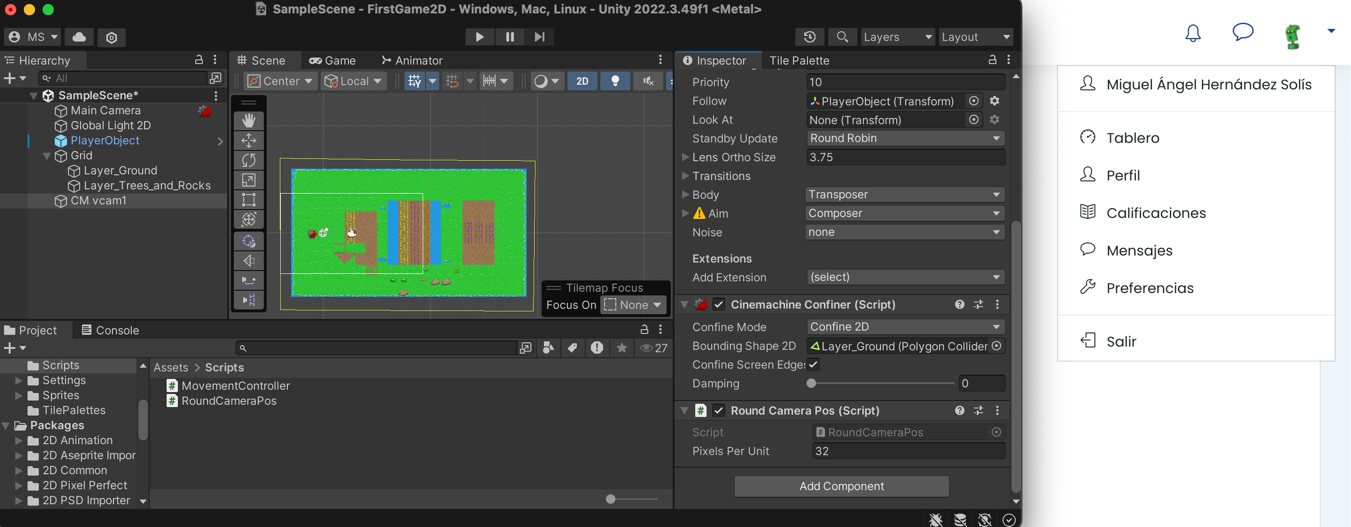 SampleScene - FirstGame2D - Windows, Mac, Linux - Unity 2022.3.49f1 <Metal>
MS
Layers
Layout
Hierarchy
All
SampleScene*
Main Camera
Global Light 2D
PlayerObject
Grid
Layer_Ground
Layer_Trees_and_Rocks
CM vcam1
Scene
Game
Animator
Center
Local
2D
Tilemap Focus
Focus On
None
Inspector
Tile Palette
Priority
10
Follow
PlayerObject (Transform)
Look At
None (Transform)
Standby Update
Round Robin
Lens Ortho Size
3.75
Transitions
Body
Transposer
Aim
Composer
Noise
none
Extensions
Add Extension
(select)
Cinemachine Confiner (Script)
Confine Mode
Confine 2D
Bounding Shape 2D
Layer_Ground (Polygon Collider
Confine Screen Edges
Damping
0
Round Camera Pos (Script)
Script
RoundCameraPos
Pixels Per Unit
32
Add Component
Project
Console
27
Scripts
Settings
Sprites
TilePalettes
Packages
2D Animation
2D Aseprite Impor
2D Common
2D Pixel Perfect
2D PSD Importer
Assets > Scripts
MovementController
RoundCameraPos
Miguel Ángel Hernández Solís
Tablero
Perfil
Calificaciones
Mensajes
Preferencias
Salir